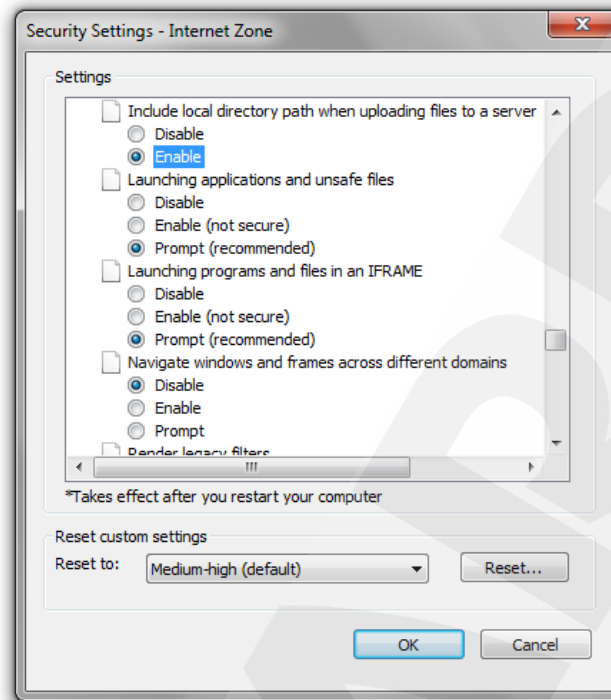 Security Settings - Internet Zone
Settings
Include local directory path when uploading files to a server
Disable
Enable
Launching applications and unsafe files
Disable
Enable (not secure)
Prompt (recommended)
Launching programs and files in an IFRAME
Disable
Enable (not secure)
Prompt (recommended)
Navigate windows and frames across different domains
Disable
Enable
Prompt
Render legacy filters
*Takes effect after you restart your computer
Reset custom settings
Reset to:
Medium-high (default)
Reset...
OK
Cancel